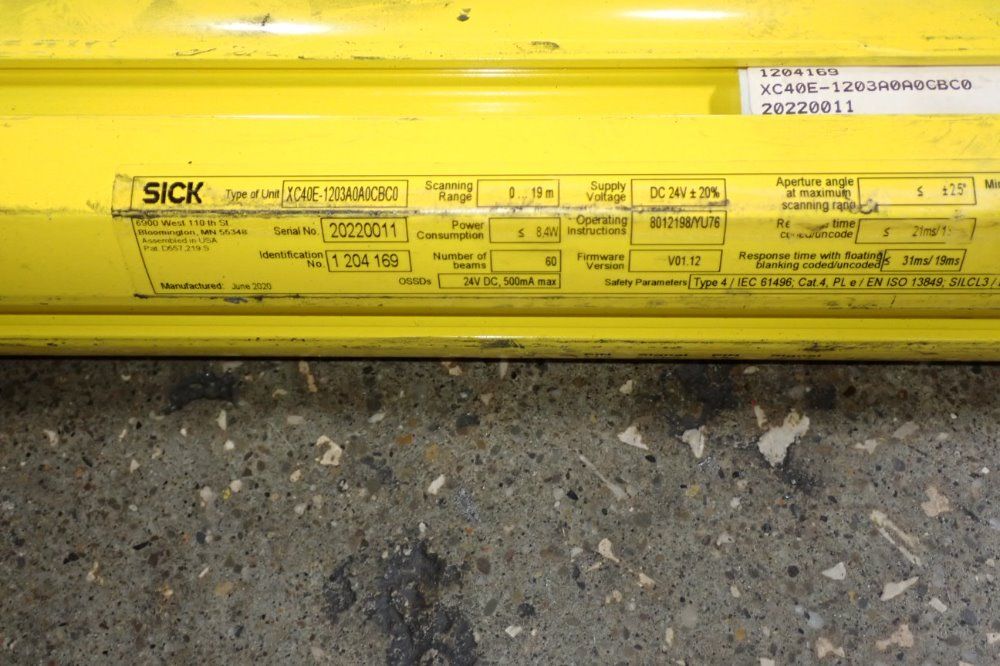 1204169
XC40E-1203A0A0CBC0
20220011
SICK
6900 West 110 th St
Bloomington, MN 55348
Assembled in USA
Pat. D557,219 S
Manufactured: June 2020
Type of Unit XC40E-1203A0A0CBC0
Serial No. 20220011
Identification
No. 1 204 169
Scanning
Range 0...19 m
Power
Consumption ≤ 8,4W
Number of
beams 60
OSSDs 24V DC, 500mA max
Supply
Voltage DC 24V ± 20%
Operating
Instructions 8012198/YU76
Firmware
Version V01.12
Safety Parameters Type 4 / IEC 61496; Cat.4, PL e / EN ISO 13849; SILCL3 /
Aperture angle
at maximum
scanning range ≤ ±2.5°
time
≤ 21ms/
Response time with floating
blanking coded/uncoded ≤ 31ms/ 19ms